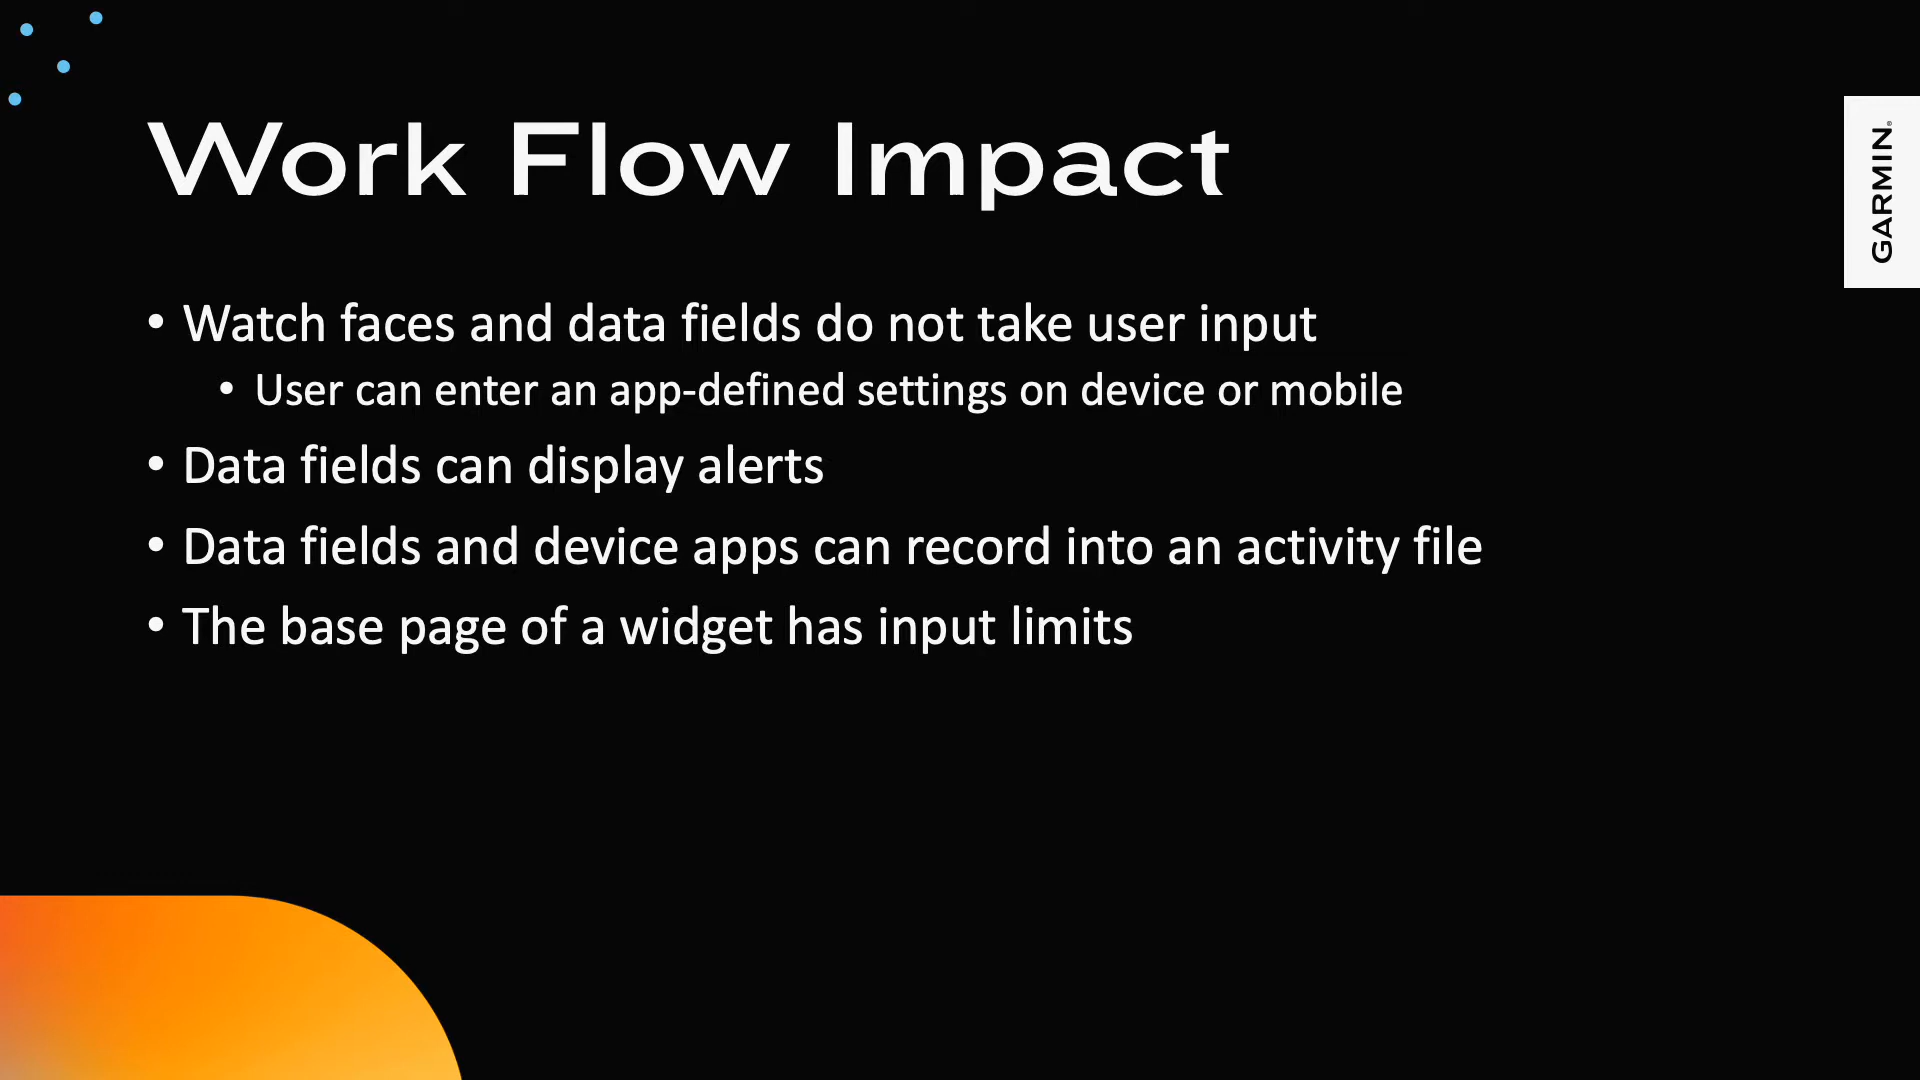 Work Flow Impact
GARMIN®
• Watch faces and data fields do not take user input
• User can enter an app-defined settings on device or mobile
• Data fields can display alerts
• Data fields and device apps can record into an activity file
• The base page of a widget has input limits